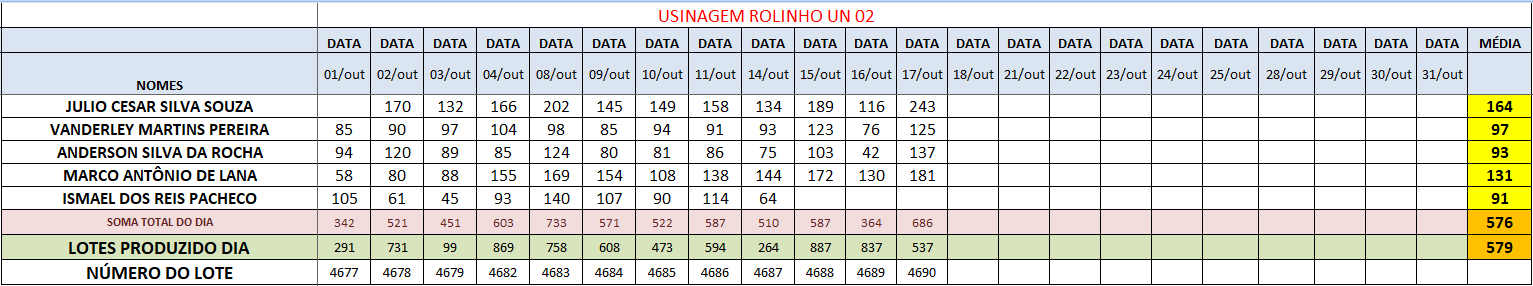 USINAGEM ROLINHO UN 02
DATA DATA DATA DATA DATA DATA DATA DATA DATA DATA DATA DATA DATA DATA DATA DATA DATA DATA DATA DATA DATA DATA MÉDIA
NOMES 01/out 02/out 03/out 04/out 08/out 09/out 10/out 11/out 14/out 15/out 16/out 17/out 18/out 21/out 22/out 23/out 24/out 25/out 28/out 29/out 30/out 31/out
JULIO CESAR SILVA SOUZA 170 132 166 202 145 149 158 134 189 116 243 164
VANDERLEY MARTINS PEREIRA 85 90 97 104 98 85 94 91 93 123 76 125 97
ANDERSON SILVA DA ROCHA 94 120 89 85 124 80 81 86 75 103 42 137 93
MARCO ANTÔNIO DE LANA 58 80 88 155 169 154 108 138 144 172 130 181 131
ISMAEL DOS REIS PACHECO 105 61 45 93 140 107 90 114 64 91
SOMA TOTAL DO DIA 342 521 451 603 733 571 522 587 510 587 364 686 576
LOTES PRODUZIDO DIA 291 731 99 869 758 608 473 594 264 887 837 537 579
NÚMERO DO LOTE 4677 4678 4679 4682 4683 4684 4685 4686 4687 4688 4689 4690